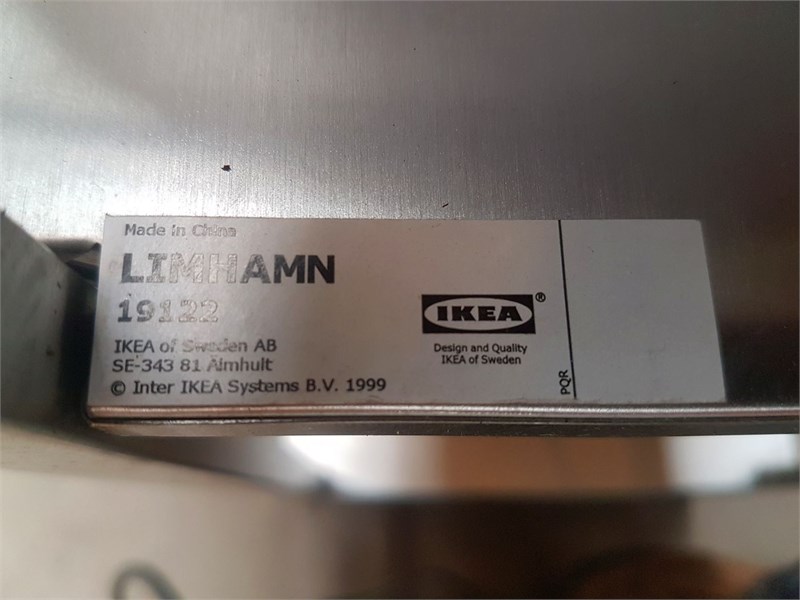 Made in China
LIMHAMN
19122
IKEA of Sweden AB
SE-343 81 Älmhult
© Inter IKEA Systems B.V. 1999
IKEA®
Design and Quality
IKEA of Sweden
PQR